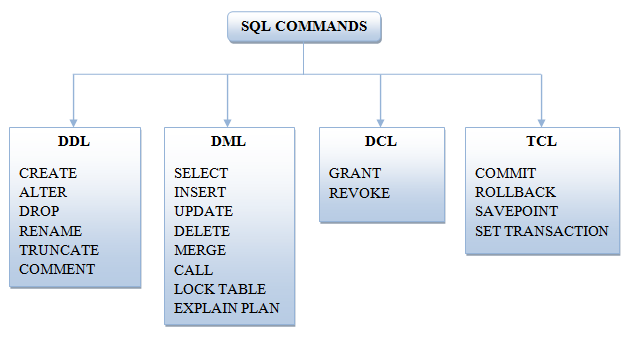 SQL COMMANDS
DDL
CREATE
ALTER
DROP
RENAME
TRUNCATE
COMMENT
DML
SELECT
INSERT
UPDATE
DELETE
MERGE
CALL
LOCK TABLE
EXPLAIN PLAN
DCL
GRANT
REVOKE
TCL
COMMIT
ROLLBACK
SAVEPOINT
SET TRANSACTION